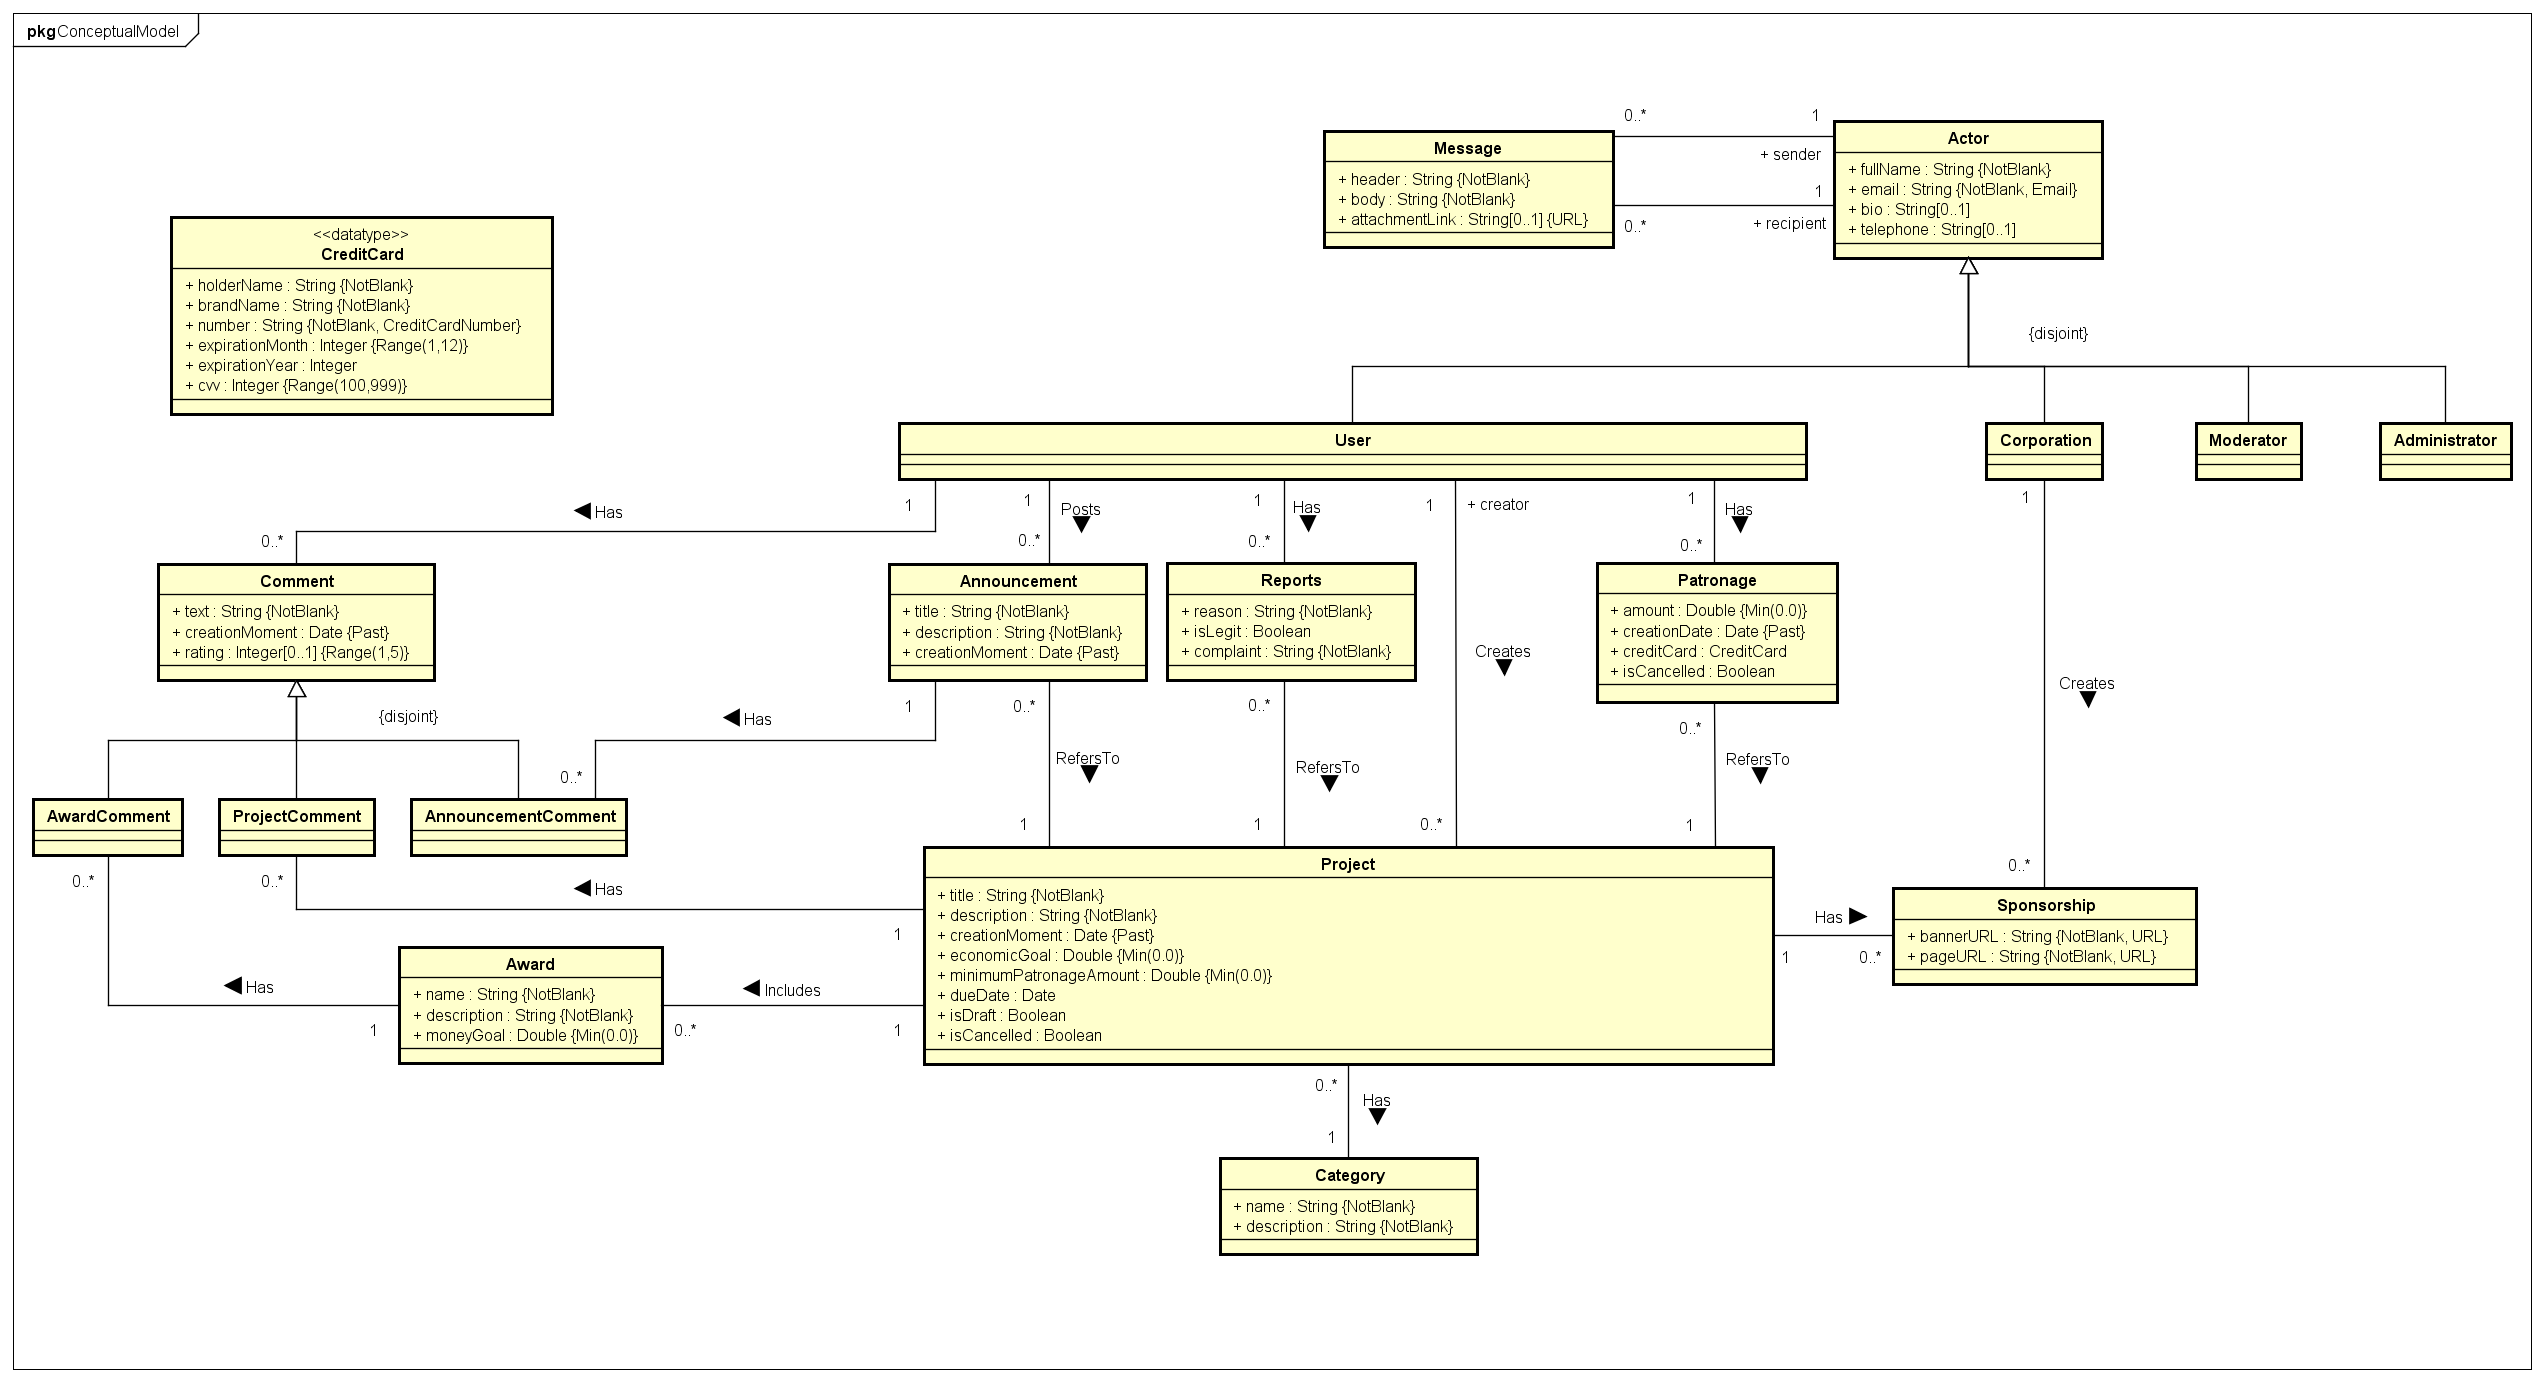 pkg ConceptualModel
0..*
1
Message
+ header : String {NotBlank}
+ body : String {NotBlank}
+ attachmentLink : String[0..1] {URL}
+ sender
1
0..*
+ recipient
Actor
+ fullName : String {NotBlank}
+ email : String {NotBlank, Email}
+ bio : String[0..1]
+ telephone : String[0..1]
<<datatype>>
CreditCard
+ holderName : String {NotBlank}
+ brandName : String {NotBlank}
+ number : String {NotBlank, CreditCardNumber}
+ expirationMonth : Integer {Range(1,12)}
+ expirationYear : Integer
+ cvv : Integer {Range(100,999)}
{disjoint}
User
Corporation
Moderator
Administrator
Has
1
0..*
1
Posts
0..*
1
Has
0..*
1
+ creator
1
Has
0..*
1
Comment
+ text : String {NotBlank}
+ creationMoment : Date {Past}
+ rating : Integer[0..1] {Range(1,5)}
Announcement
+ title : String {NotBlank}
+ description : String {NotBlank}
+ creationMoment : Date {Past}
Reports
+ reason : String {NotBlank}
+ isLegit : Boolean
+ complaint : String {NotBlank}
Creates
Patronage
+ amount : Double {Min(0.0)}
+ creationDate : Date {Past}
+ creditCard : CreditCard
+ isCancelled : Boolean
Creates
{disjoint}
Has
1
0..*
0..*
RefersTo
1
0..*
RefersTo
1
0..*
0..*
RefersTo
1
0..*
AwardComment
ProjectComment
AnnouncementComment
0..*
0..*
Has
1
Project
+ title : String {NotBlank}
+ description : String {NotBlank}
+ creationMoment : Date {Past}
+ economicGoal : Double {Min(0.0)}
+ minimumPatronageAmount : Double {Min(0.0)}
+ dueDate : Date
+ isDraft : Boolean
+ isCancelled : Boolean
Has
1
0..*
Sponsorship
+ bannerURL : String {NotBlank, URL}
+ pageURL : String {NotBlank, URL}
Has
1
Award
+ name : String {NotBlank}
+ description : String {NotBlank}
+ moneyGoal : Double {Min(0.0)}
Includes
0..*
1
0..*
Has
1
Category
+ name : String {NotBlank}
+ description : String {NotBlank}